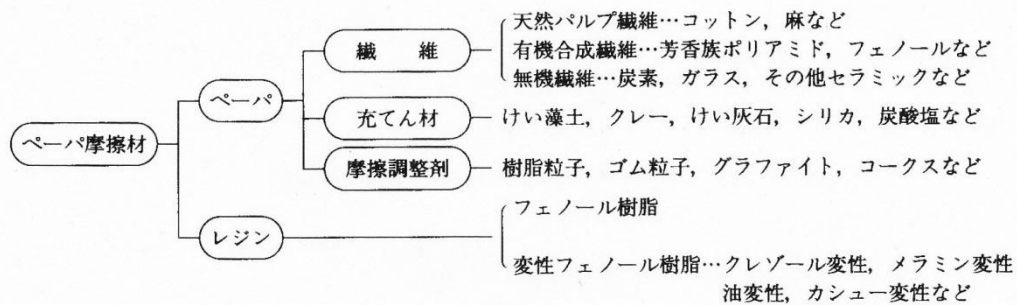 天然パルプ繊維…コットン，麻など
繊　維
有機合成繊維…芳香族ポリアミド，フェノールなど
無機繊維…炭素，ガラス，その他セラミックなど
ペーパ
充てん材
けい藻土，クレー，けい灰石，シリカ，炭酸塩など
ペーパ摩擦材
摩擦調整剤
樹脂粒子，ゴム粒子，グラファイト，コークスなど
フェノール樹脂
レジン
変性フェノール樹脂…クレゾール変性，メラミン変性
油変性，カシュー変性など